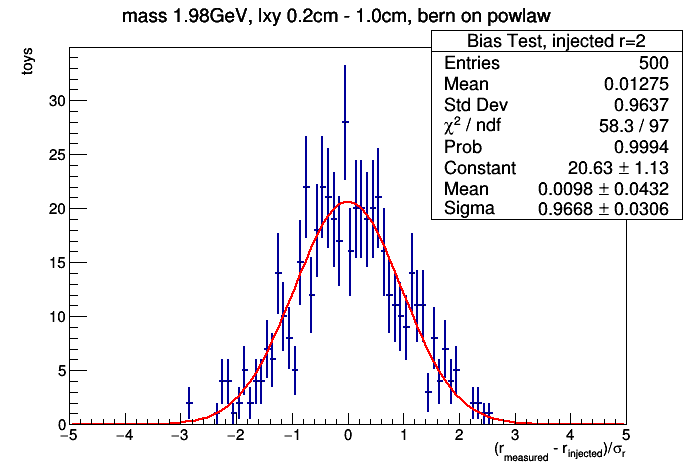 mass 1.98GeV, lxy 0.2cm - 1.0cm, bern on powlaw
Bias Test, injected r=2
Entries 500
Mean 0.01275
Std Dev 0.9637
χ² / ndf 58.3 / 97
Prob 0.9994
Constant 20.63 ± 1.13
Mean 0.0098 ± 0.0432
Sigma 0.9668 ± 0.0306
toys
30
25
20
15
10
5
0
−5 −4 −3 −2 −1 0 1 2 3 4 5
(r_measured - r_injected)/σ_r